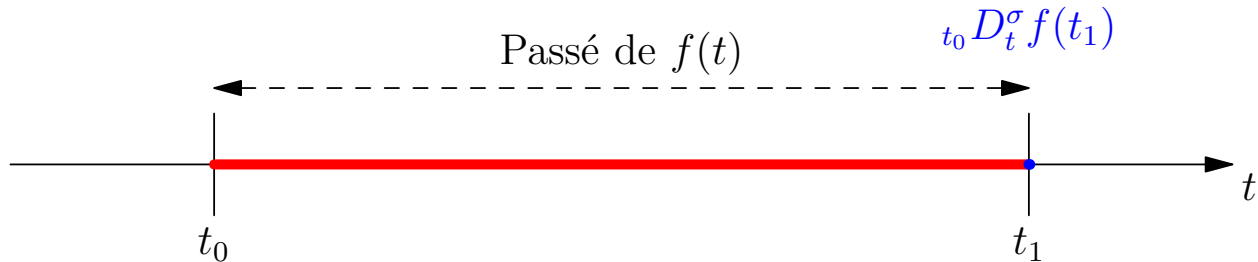 Passé de f(t)
t₀D_t^σ f(t₁)
t
t₀
t₁